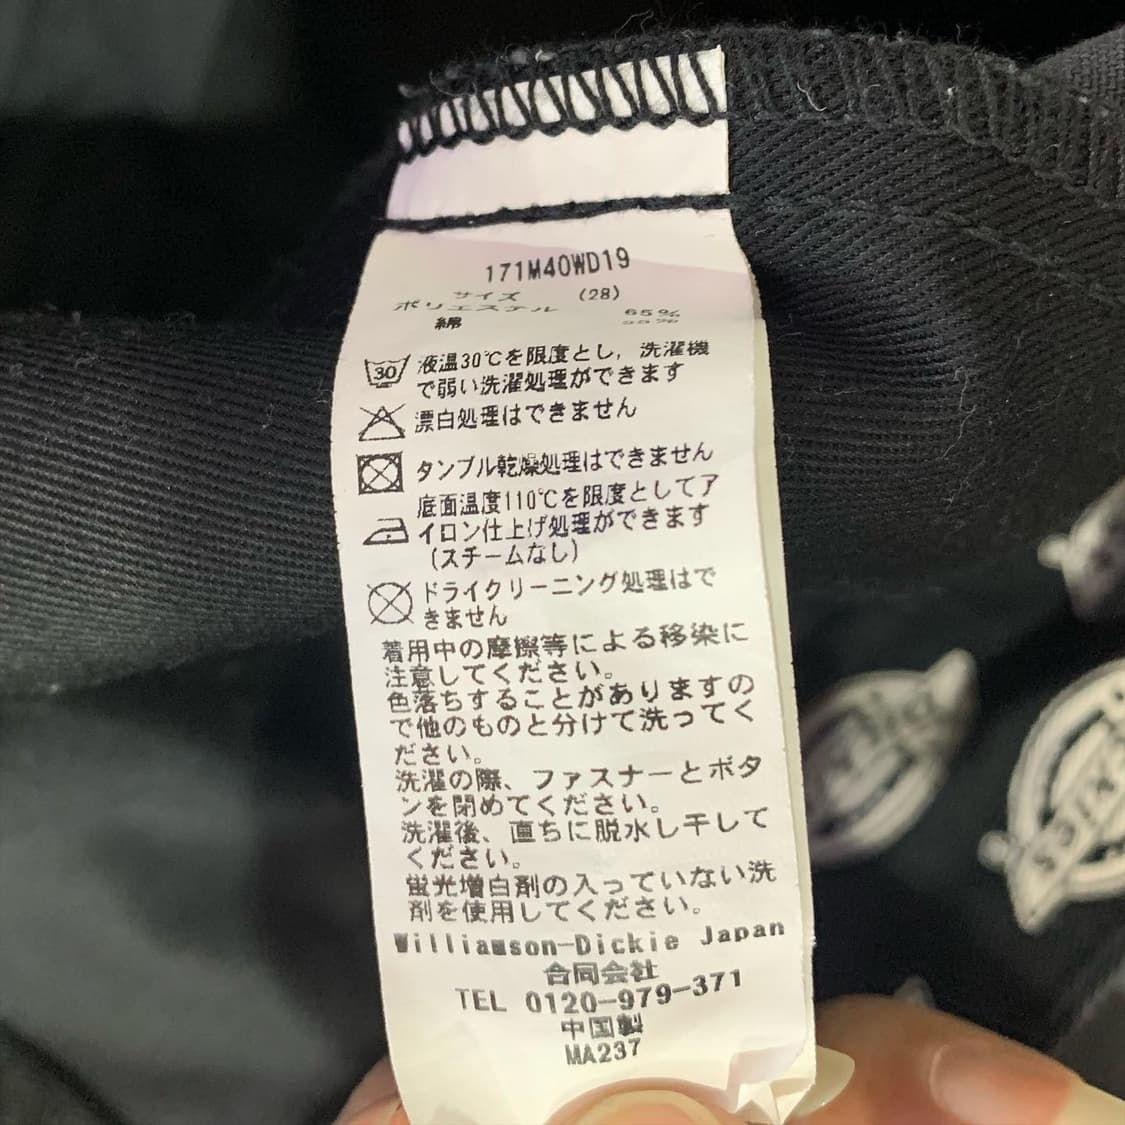 171M40WD19
サイズ (28)
ポリエステル 65%
綿 35%
30 液温30℃を限度とし、洗濯機
で弱い洗濯処理ができます
漂白処理はできません
タンブル乾燥処理はできません
底面温度110℃を限度としてア
イロン仕上げ処理ができます
(スチームなし)
ドライクリーニング処理はで
きません
着用中の摩擦等による移染に
注意してください。
色落ちすることがありますの
で他のものと分けて洗ってく
ださい。
洗濯の際、ファスナーとボタ
ンを閉めてください。
洗濯後、直ちに脱水し干して
ください。
蛍光増白剤の入っていない洗
剤を使用してください。
Williamson-Dickie Japan
合同会社
TEL 0120-979-371
中国製
MA237
DICKIES